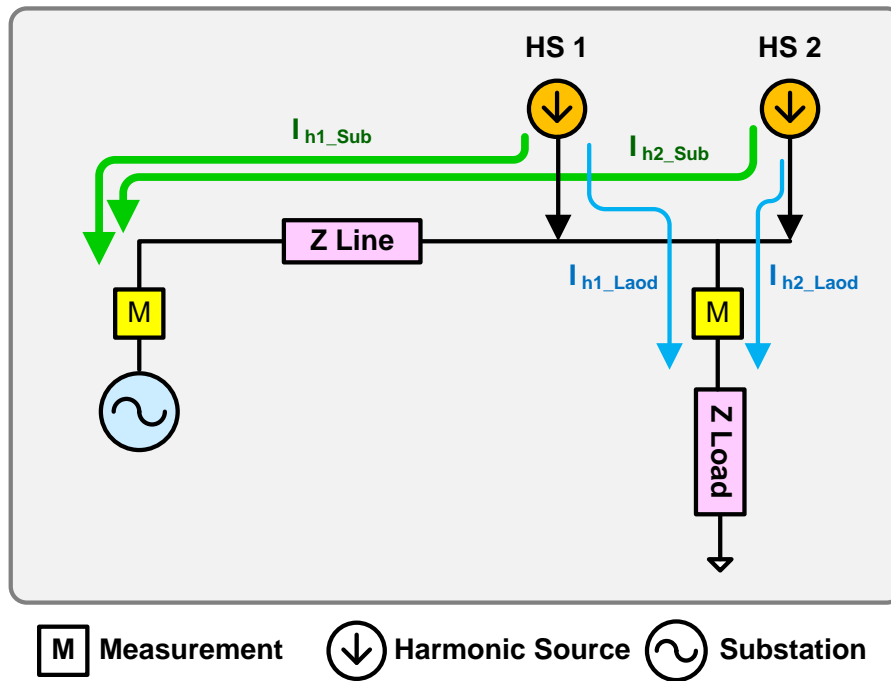 HS 1
HS 2
I h1_Sub
I h2_Sub
Z Line
I h1_Laod
I h2_Laod
M
M
Z Load
M Measurement
Harmonic Source
Substation